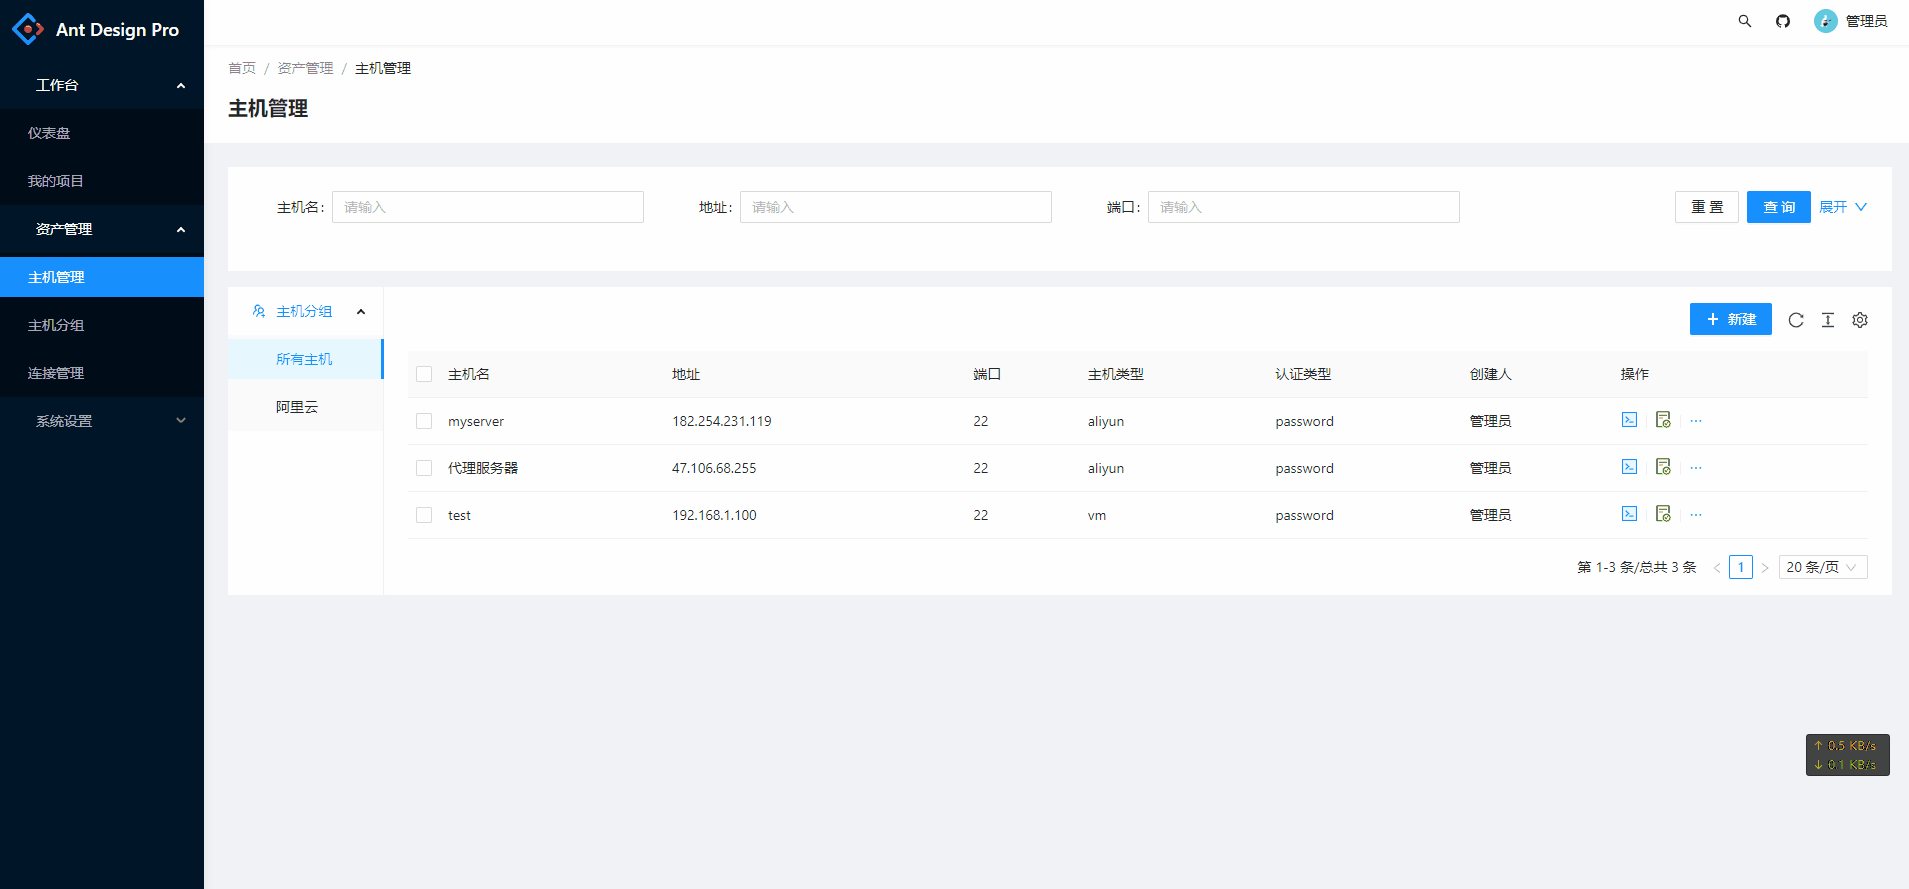 Ant Design Pro
管理员
工作台
仪表盘
我的项目
资产管理
主机管理
主机分组
连接管理
系统设置
首页 / 资产管理 / 主机管理
主机管理
主机名: 请输入 地址: 请输入 端口: 请输入 重 置 查 询 展开
主机分组
所有主机
阿里云
+ 新建
主机名 地址 端口 主机类型 认证类型 创建人 操作
myserver 182.254.231.119 22 aliyun password 管理员 ···
代理服务器 47.106.68.255 22 aliyun password 管理员 ···
test 192.168.1.100 22 vm password 管理员 ···
第 1-3 条/总共 3 条 < 1 > 20 条/页
↑ 0.5 KB/s
↓ 0.1 KB/s